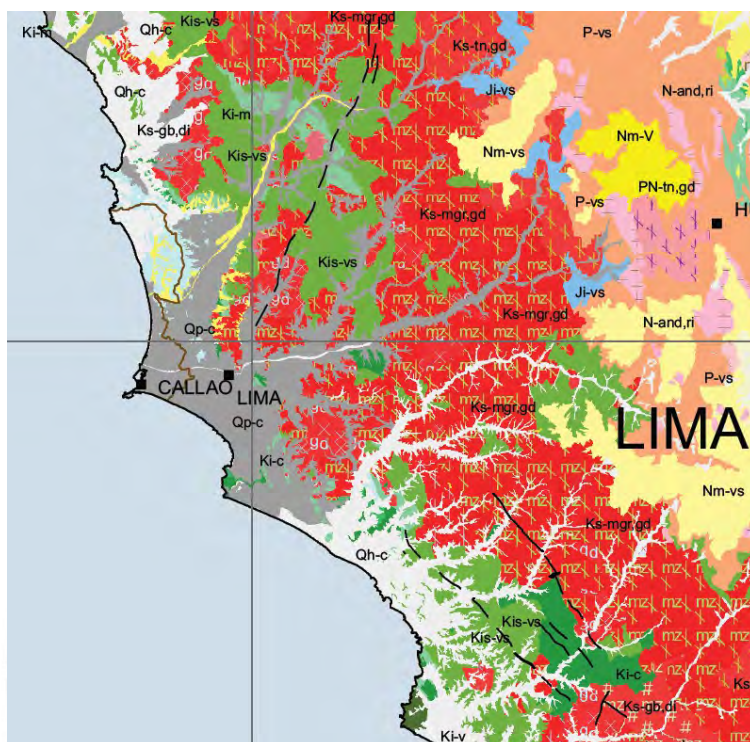 Ki-m
Qh-c
Kis-vs
Ks-mgr,gd
Ks-tn,gd
P-vs
N-and,ri
Qh-c
Ki-m
Ji-vs
Ks-gb,di
gd
Kis-vs
Nm-vs
Nm-V
PN-tn,gd
P-vs
H
Ks-mgr,gd
Kis-vs
Ji-vs
Ks-mgr,gd
N-and,ri
Qp-c
P-vs
CALLAO
LIMA
Ks-mgr,gd
LIMA
Qp-c
gd
Ki-c
Nm-vs
Ks-mgr,gd
Qh-c
Kis-vs
Kis-vs
Ki-c
Ks
Ks-gb,di
Ki-v